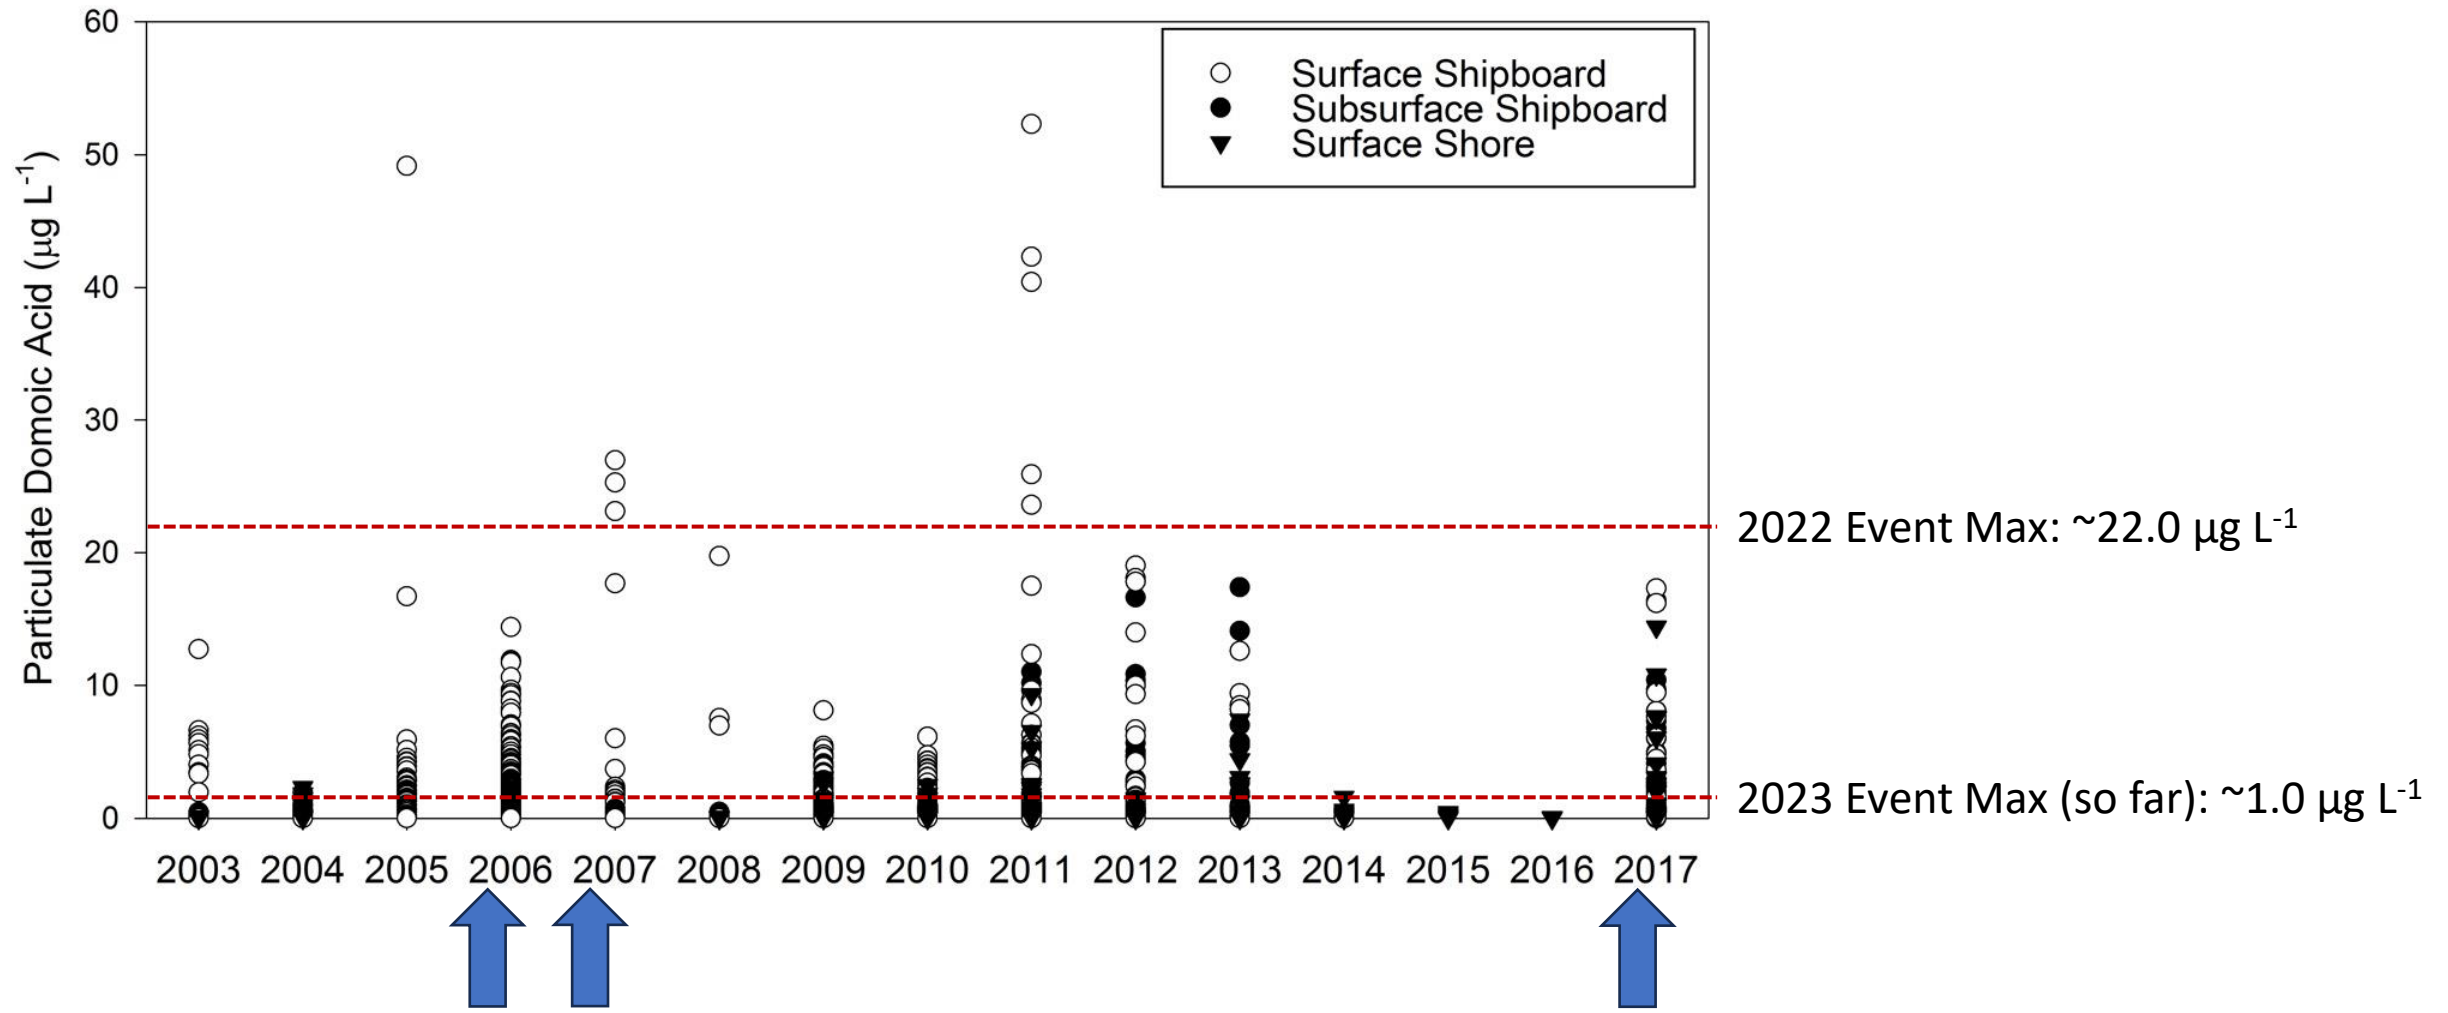 60
50
40
30
20
10
0
Particulate Domoic Acid (µg L-1)
Surface Shipboard
Subsurface Shipboard
Surface Shore
2022 Event Max: ~22.0 µg L-1
2023 Event Max (so far): ~1.0 µg L-1
2003 2004 2005 2006 2007 2008 2009 2010 2011 2012 2013 2014 2015 2016 2017